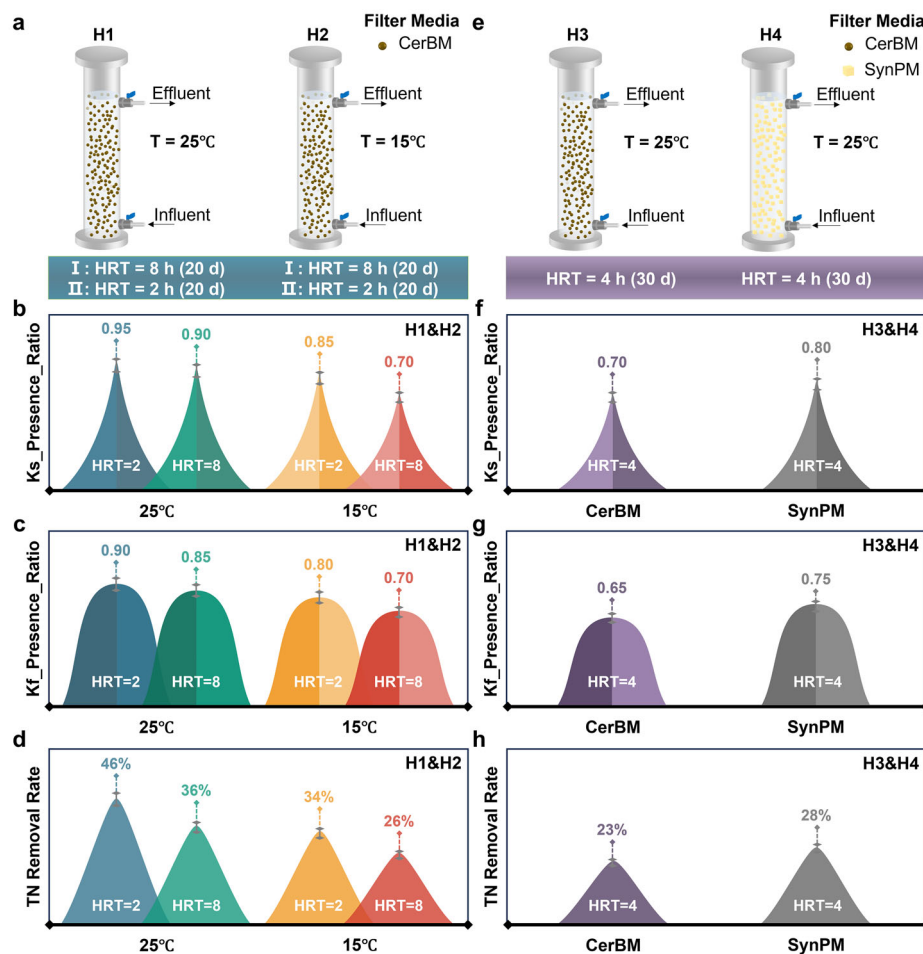 a
H1
H2
Filter Media
CerBM
Effluent
Effluent
T = 25℃
T = 15℃
Influent
Influent
Ⅰ : HRT = 8 h (20 d)
Ⅱ : HRT = 2 h (20 d)
Ⅰ : HRT = 8 h (20 d)
Ⅱ : HRT = 2 h (20 d)
e
H3
H4
Filter Media
CerBM
SynPM
Effluent
Effluent
T = 25℃
T = 25℃
Influent
Influent
HRT = 4 h (30 d)
HRT = 4 h (30 d)
b
H1&H2
Ks_Presence_Ratio
0.95
0.90
0.85
0.70
HRT=2
HRT=8
HRT=2
HRT=8
25℃
15℃
f
H3&H4
Ks_Presence_Ratio
0.70
0.80
HRT=4
HRT=4
CerBM
SynPM
c
H1&H2
Kf_Presence_Ratio
0.90
0.85
0.80
0.70
HRT=2
HRT=8
HRT=2
HRT=8
25℃
15℃
g
H3&H4
Kf_Presence_Ratio
0.65
0.75
HRT=4
HRT=4
CerBM
SynPM
d
H1&H2
TN Removal Rate
46%
36%
34%
26%
HRT=2
HRT=8
HRT=2
HRT=8
25℃
15℃
h
H3&H4
TN Removal Rate
23%
28%
HRT=4
HRT=4
CerBM
SynPM